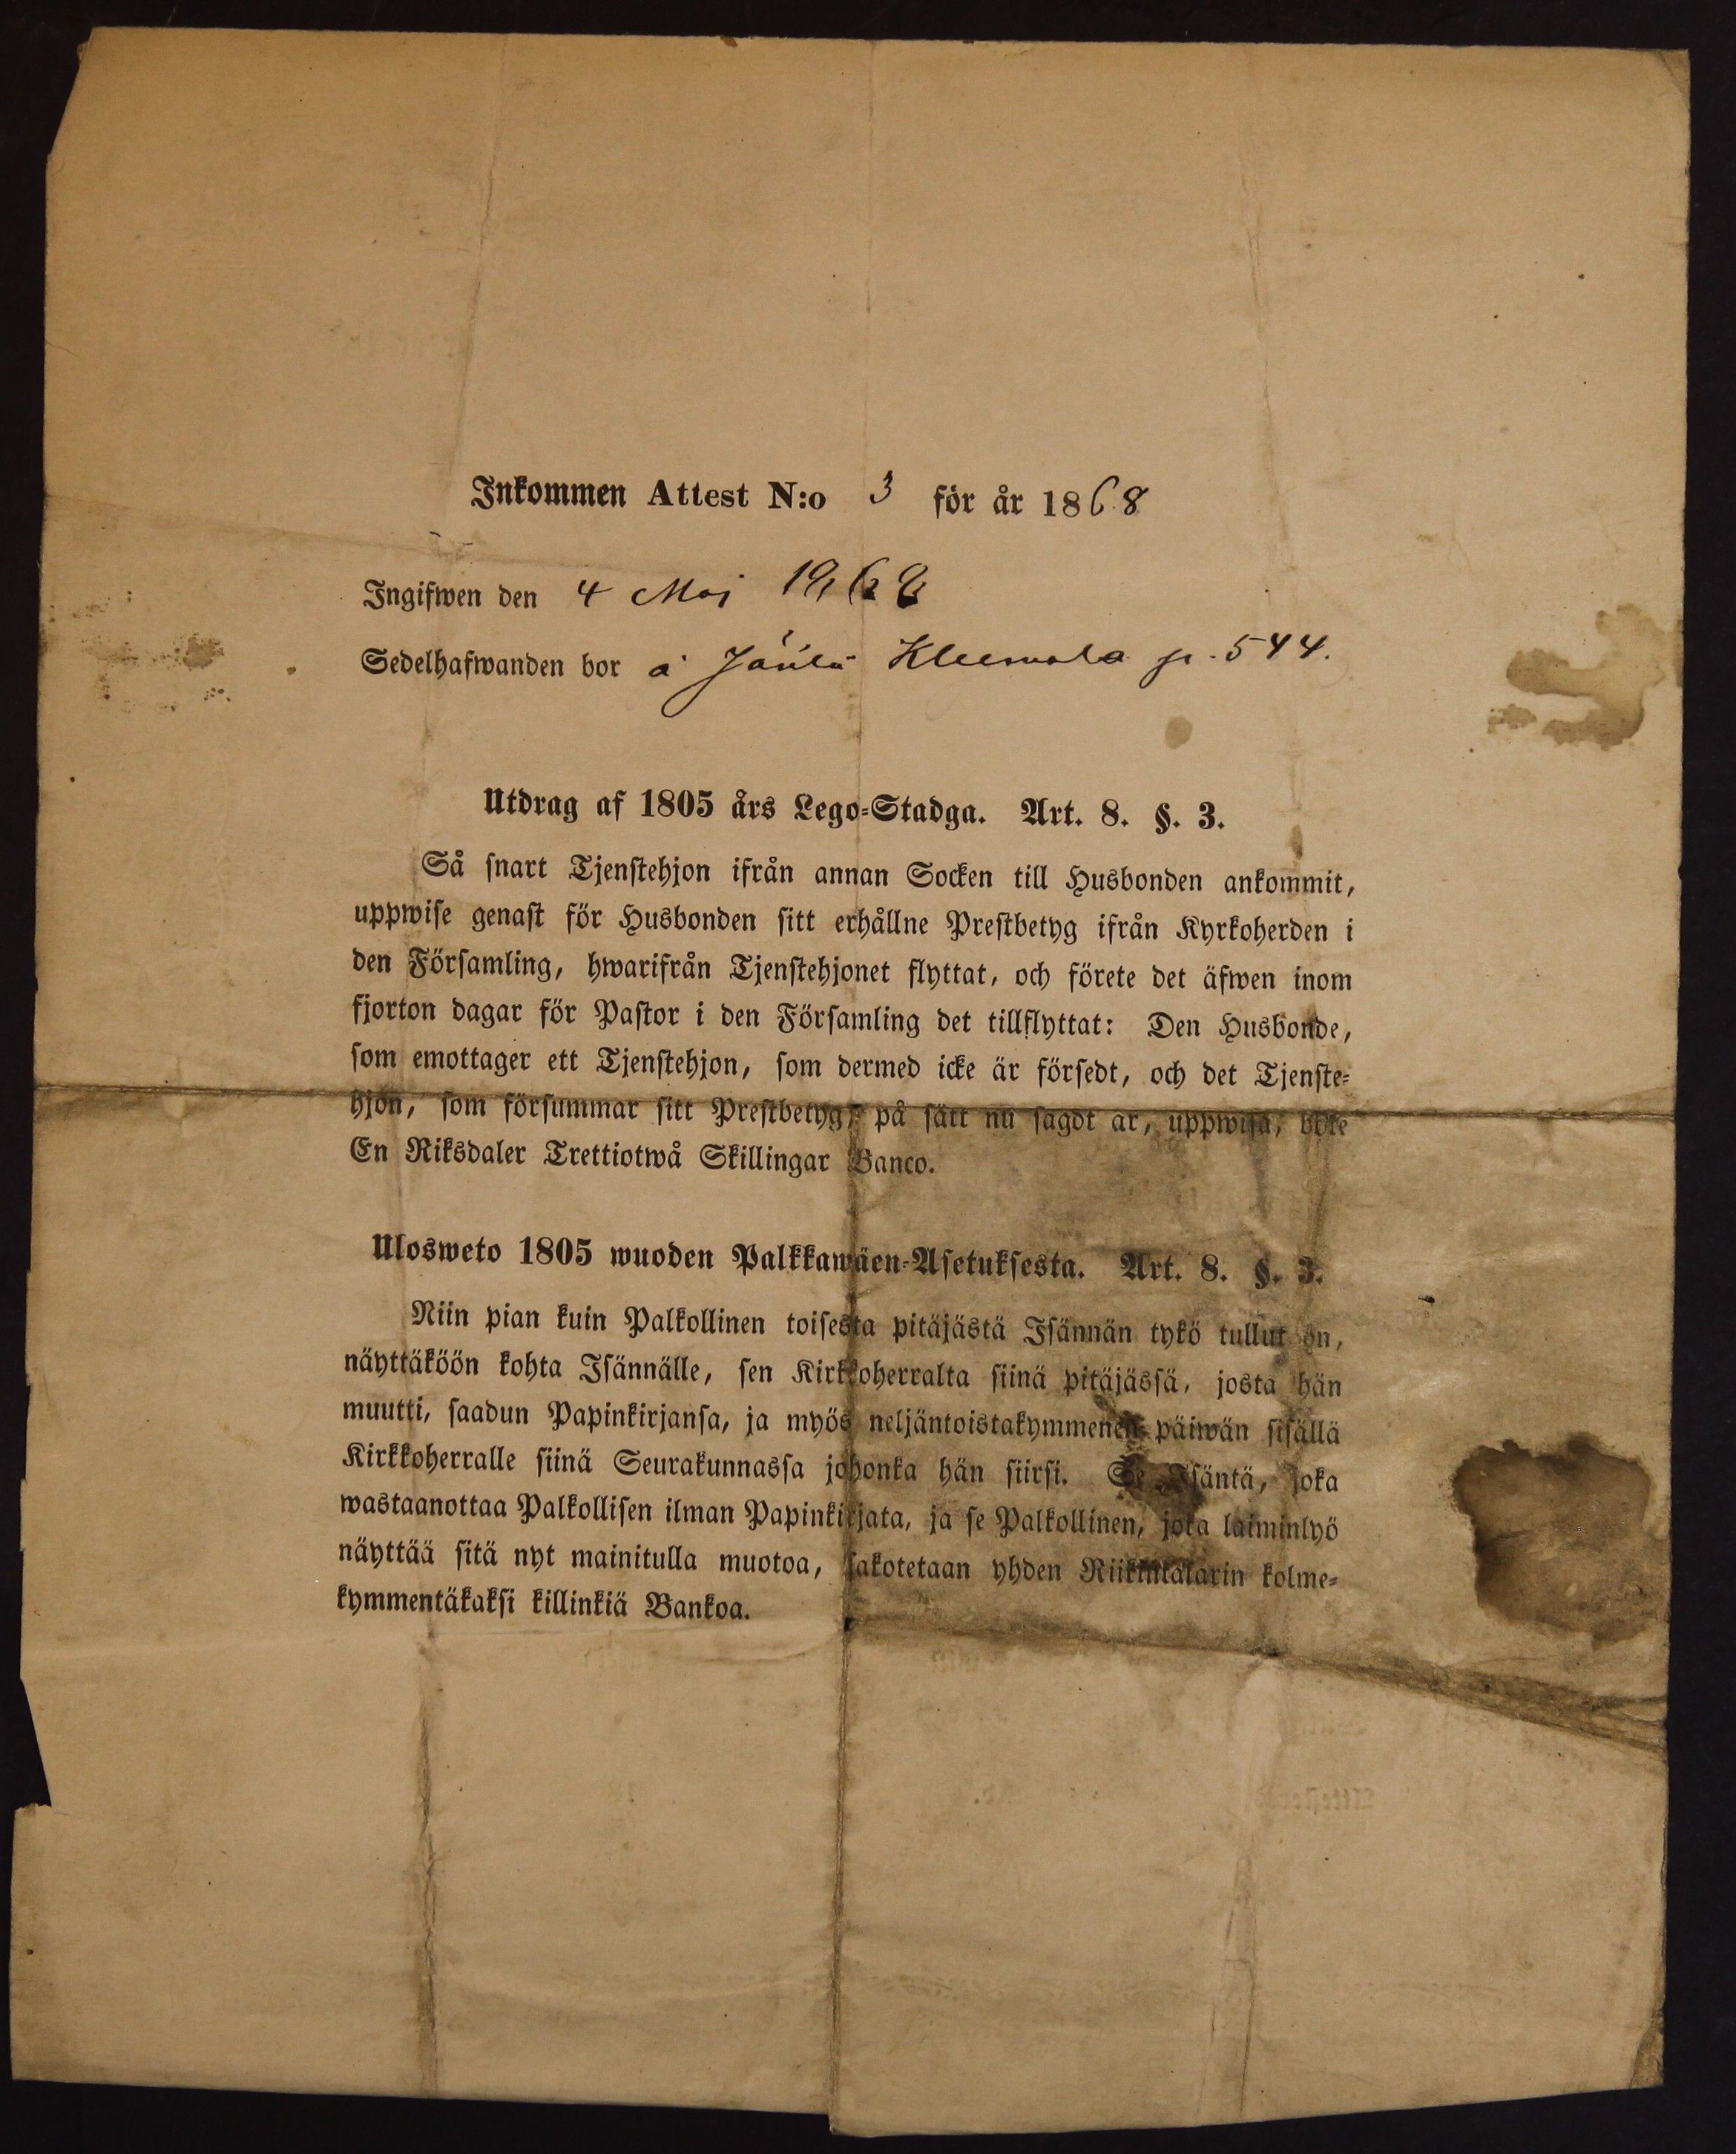 Inkommen Attest N:o 3 för år 1868
Ingifwen den 4 Maj 1868
Sedelhafwanden bor å p. 544.
Utdrag af 1805 års Lego-Stadga. Art. 8. §. 3.
Så snart Tjenstehjon ifrån annan Socken till Husbonden ankommit,
uppwise genast för Husbonden sitt erhållne Prestbetyg ifrån Kyrkoherden i
den Församling, hwarifrån Tjenstehjonet flyttat, och förete det äfwen inom
fjorton dagar för Pastor i den Församling det tillflyttat: Den Husbonde,
som emottager ett Tjenstehjon, som dermed icke är försedt, och det Tjenste-
hjon, som försummar sitt Prestbetyg, på sätt nu sagdt är, uppwisa, böte
En Riksdaler Trettiotwå Skillingar Banco.
Ulosweto 1805 wuoden Palkkawäen-Asetuksesta. Art. 8. §. 3.
Niin pian kuin Palkollinen toisesta pitäjästä Isännän tykö tullut on,
näyttäköön kohta Isännälle, sen Kirkkoherralta siinä pitäjässä, josta hän
muutti, saadun Papinkirjansa, ja myös neljäntoistakymmenen päiwän sisällä
Kirkkoherralle siinä Seurakunnassa johonka hän siirsi. Se Isäntä, joka
wastaanottaa Palkollisen ilman Papinkirjata, ja se Palkollinen, joka laiminlyö
näyttää sitä nyt mainitulla muotoa, sakotetaan yhden Riikintalarin kolme-
kymmentäkaksi killinkiä Bankoa.